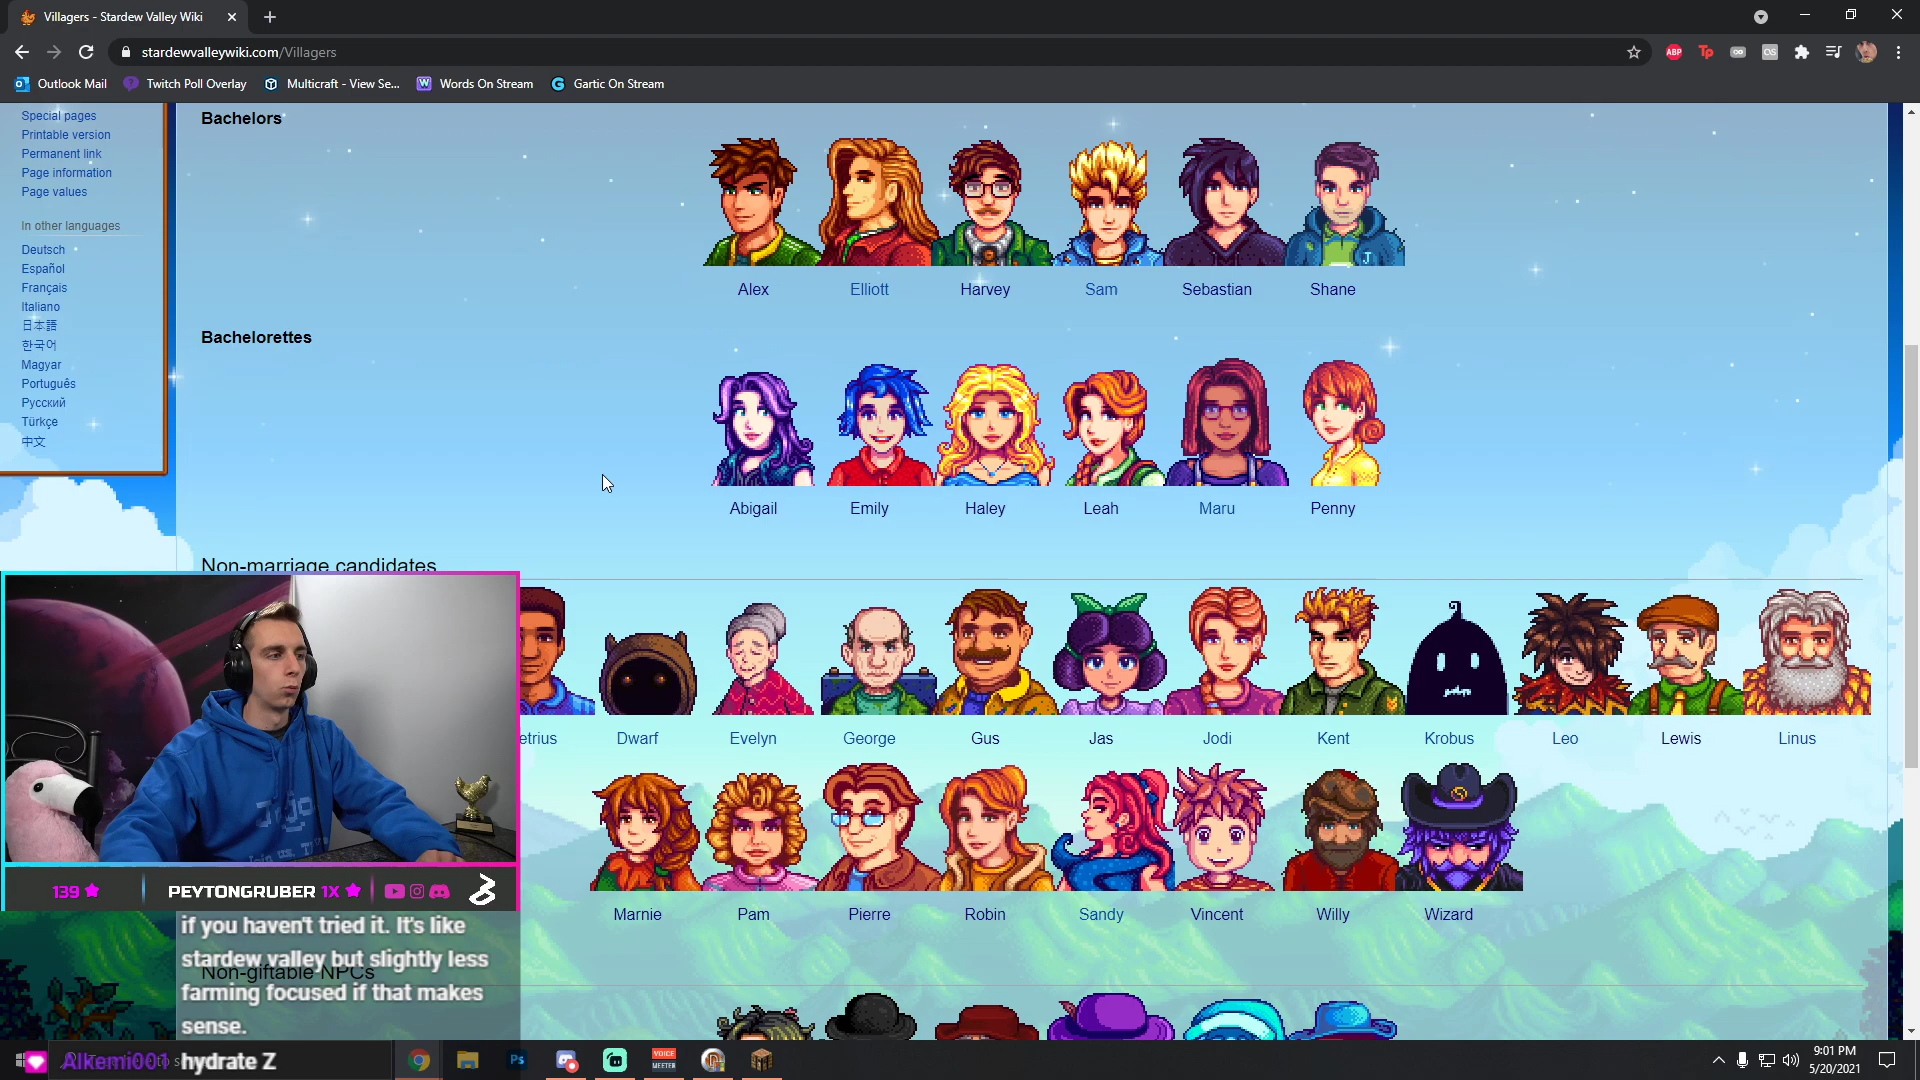 Villagers - Stardew Valley Wiki
stardewvalleywiki.com/Villagers
ABP
Tp
Outlook Mail
Twitch Poll Overlay
Multicraft - View Se...
Words On Stream
Gartic On Stream
Special pages
Printable version
Permanent link
Page information
Page values
In other languages
Deutsch
Español
Français
Italiano
日本語
한국어
Magyar
Português
Русский
Türkçe
中文
Bachelors
Alex Elliott Harvey Sam Sebastian Shane
Bachelorettes
Abigail Emily Haley Leah Maru Penny
Non-marriage candidates
etrius Dwarf Evelyn George Gus Jas Jodi Kent Krobus Leo Lewis Linus
Marnie Pam Pierre Robin Sandy Vincent Willy Wizard
Non-giftable NPCs
139
PEYTONGRUBER 1X
if you haven't tried it. It's like
stardew valley but slightly less
farming focused if that makes
sense.
Alkemi001 hydrate Z
Ps
VOICE
MEETER
9:01 PM
5/20/2021